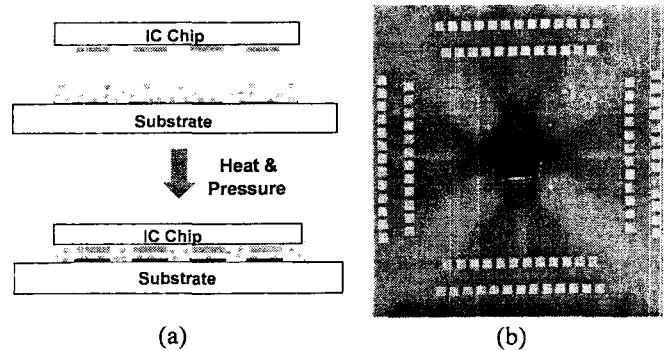 IC Chip
Substrate
Heat &
Pressure
IC Chip
Substrate
(a)
(b)